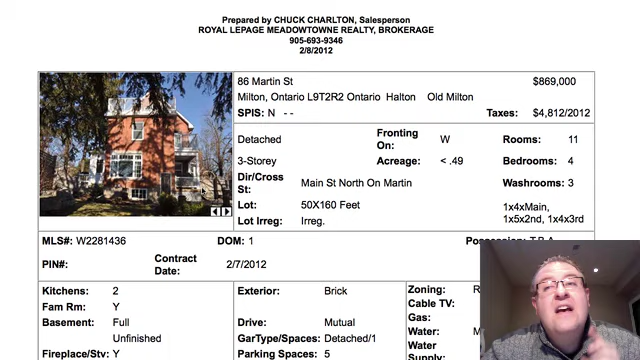 Prepared by CHUCK CHARLTON, Salesperson
ROYAL LEPAGE MEADOWTOWNE REALTY, BROKERAGE
905-693-9346
2/8/2012
86 Martin St $869,000
Milton, Ontario L9T2R2 Ontario Halton Old Milton
SPIS: N - - Taxes: $4,812/2012
Detached Fronting On: W Rooms: 11
3-Storey Acreage: < .49 Bedrooms: 4
Dir/Cross St: Main St North On Martin Washrooms: 3
Lot: 50X160 Feet 1x4xMain,
Lot Irreg: Irreg. 1x5x2nd, 1x4x3rd
MLS#: W2281436 DOM: 1
PIN#: Contract Date: 2/7/2012
Kitchens: 2 Exterior: Brick Zoning:
Fam Rm: Y Cable TV:
Basement: Full Drive: Mutual Gas:
Unfinished GarType/Spaces: Detached/1 Water:
Fireplace/Stv: Y Parking Spaces: 5 Water
Supply: